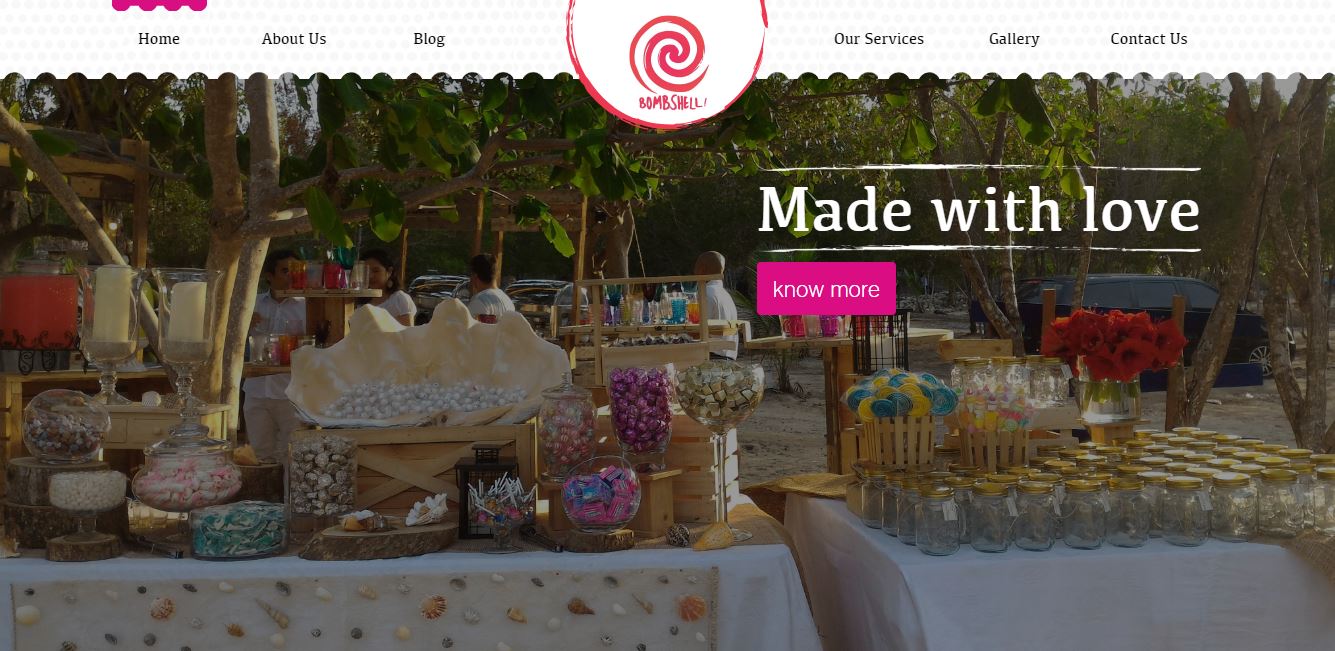 Home
About Us
Blog
BOMBSHELL!
Our Services
Gallery
Contact Us
Made with love
know more